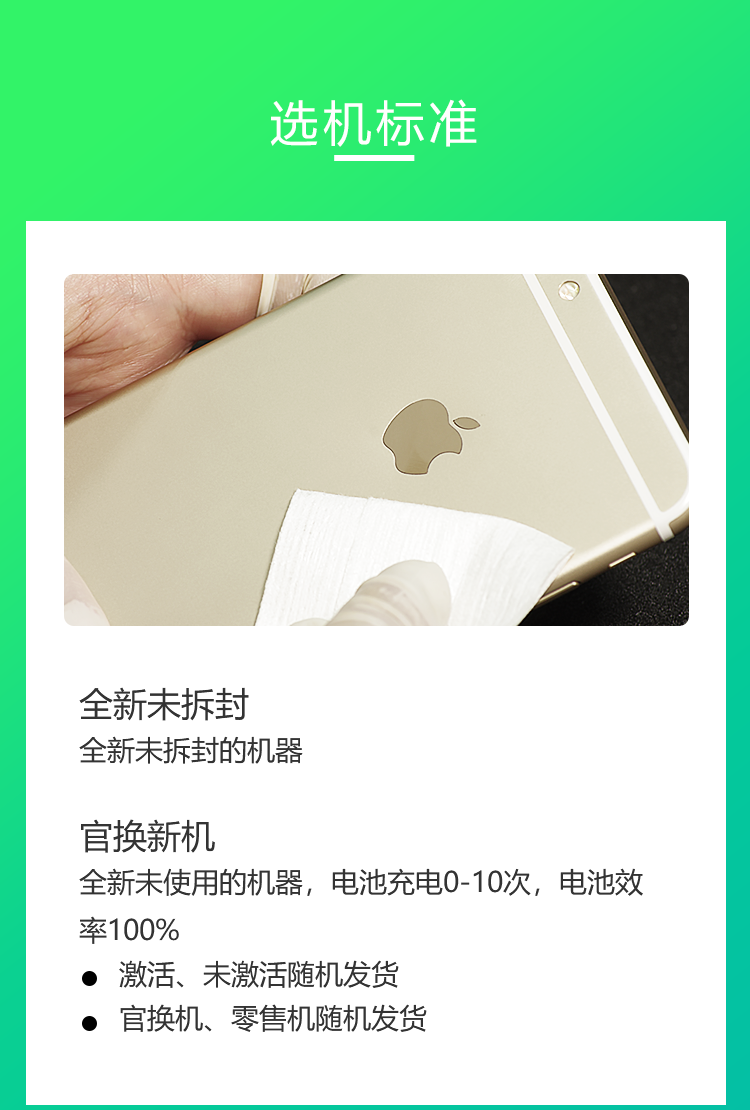 选机标准
全新未拆封
全新未拆封的机器
官换新机
全新未使用的机器，电池充电0-10次，电池效
率100%
● 激活、未激活随机发货
● 官换机、零售机随机发货